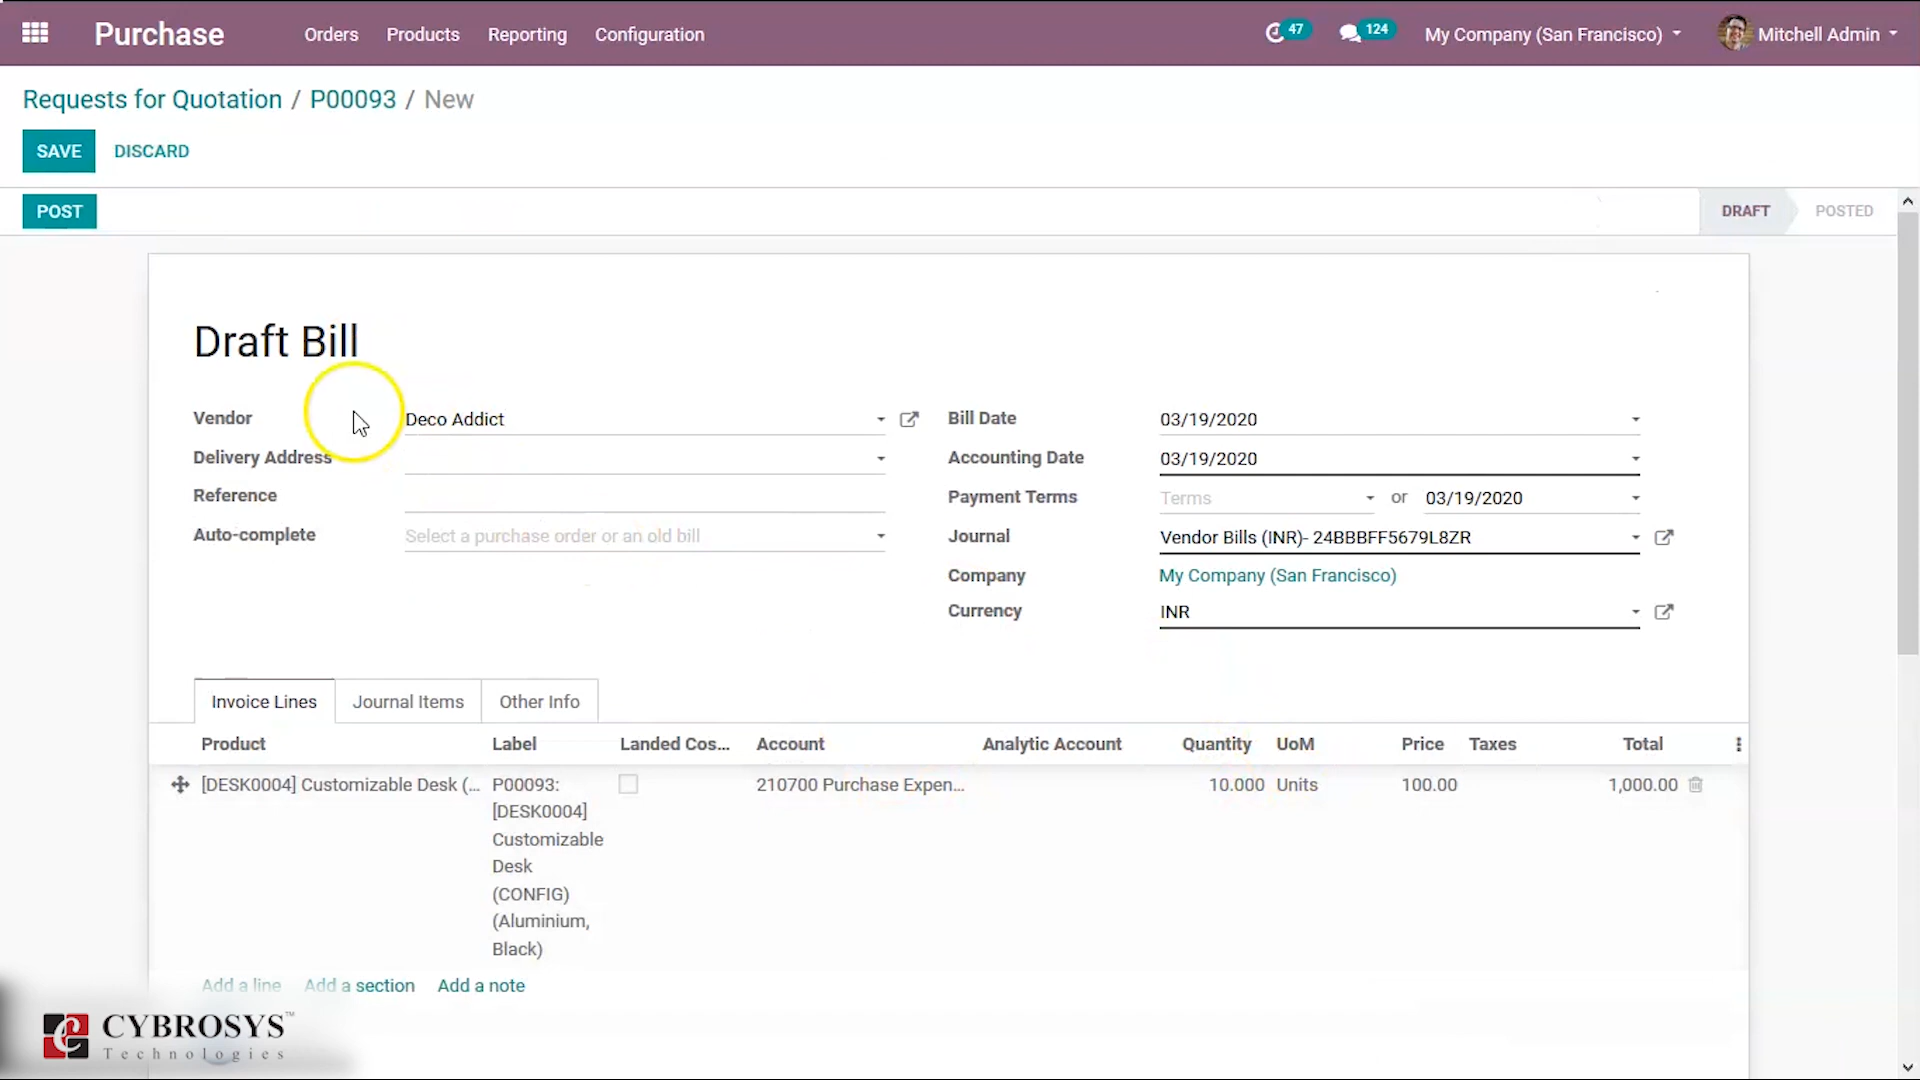 Purchase Orders Products Reporting Configuration 47 124 My Company (San Francisco) Mitchell Admin
Requests for Quotation / P00093 / New
SAVE DISCARD
POST DRAFT POSTED
Draft Bill
Vendor Deco Addict Bill Date 03/19/2020
Delivery Address Accounting Date 03/19/2020
Reference Payment Terms Terms or 03/19/2020
Auto-complete Select a purchase order or an old bill Journal Vendor Bills (INR)- 24BBBFF5679L8ZR
Company My Company (San Francisco)
Currency INR
Invoice Lines Journal Items Other Info
Product Label Landed Cos... Account Analytic Account Quantity UoM Price Taxes Total
[DESK0004] Customizable Desk (... P00093: 210700 Purchase Expen... 10.000 Units 100.00 1,000.00
[DESK0004]
Customizable
Desk
(CONFIG)
(Aluminium,
Black)
Add a line Add a section Add a note
CYBROSYS™
Technologies